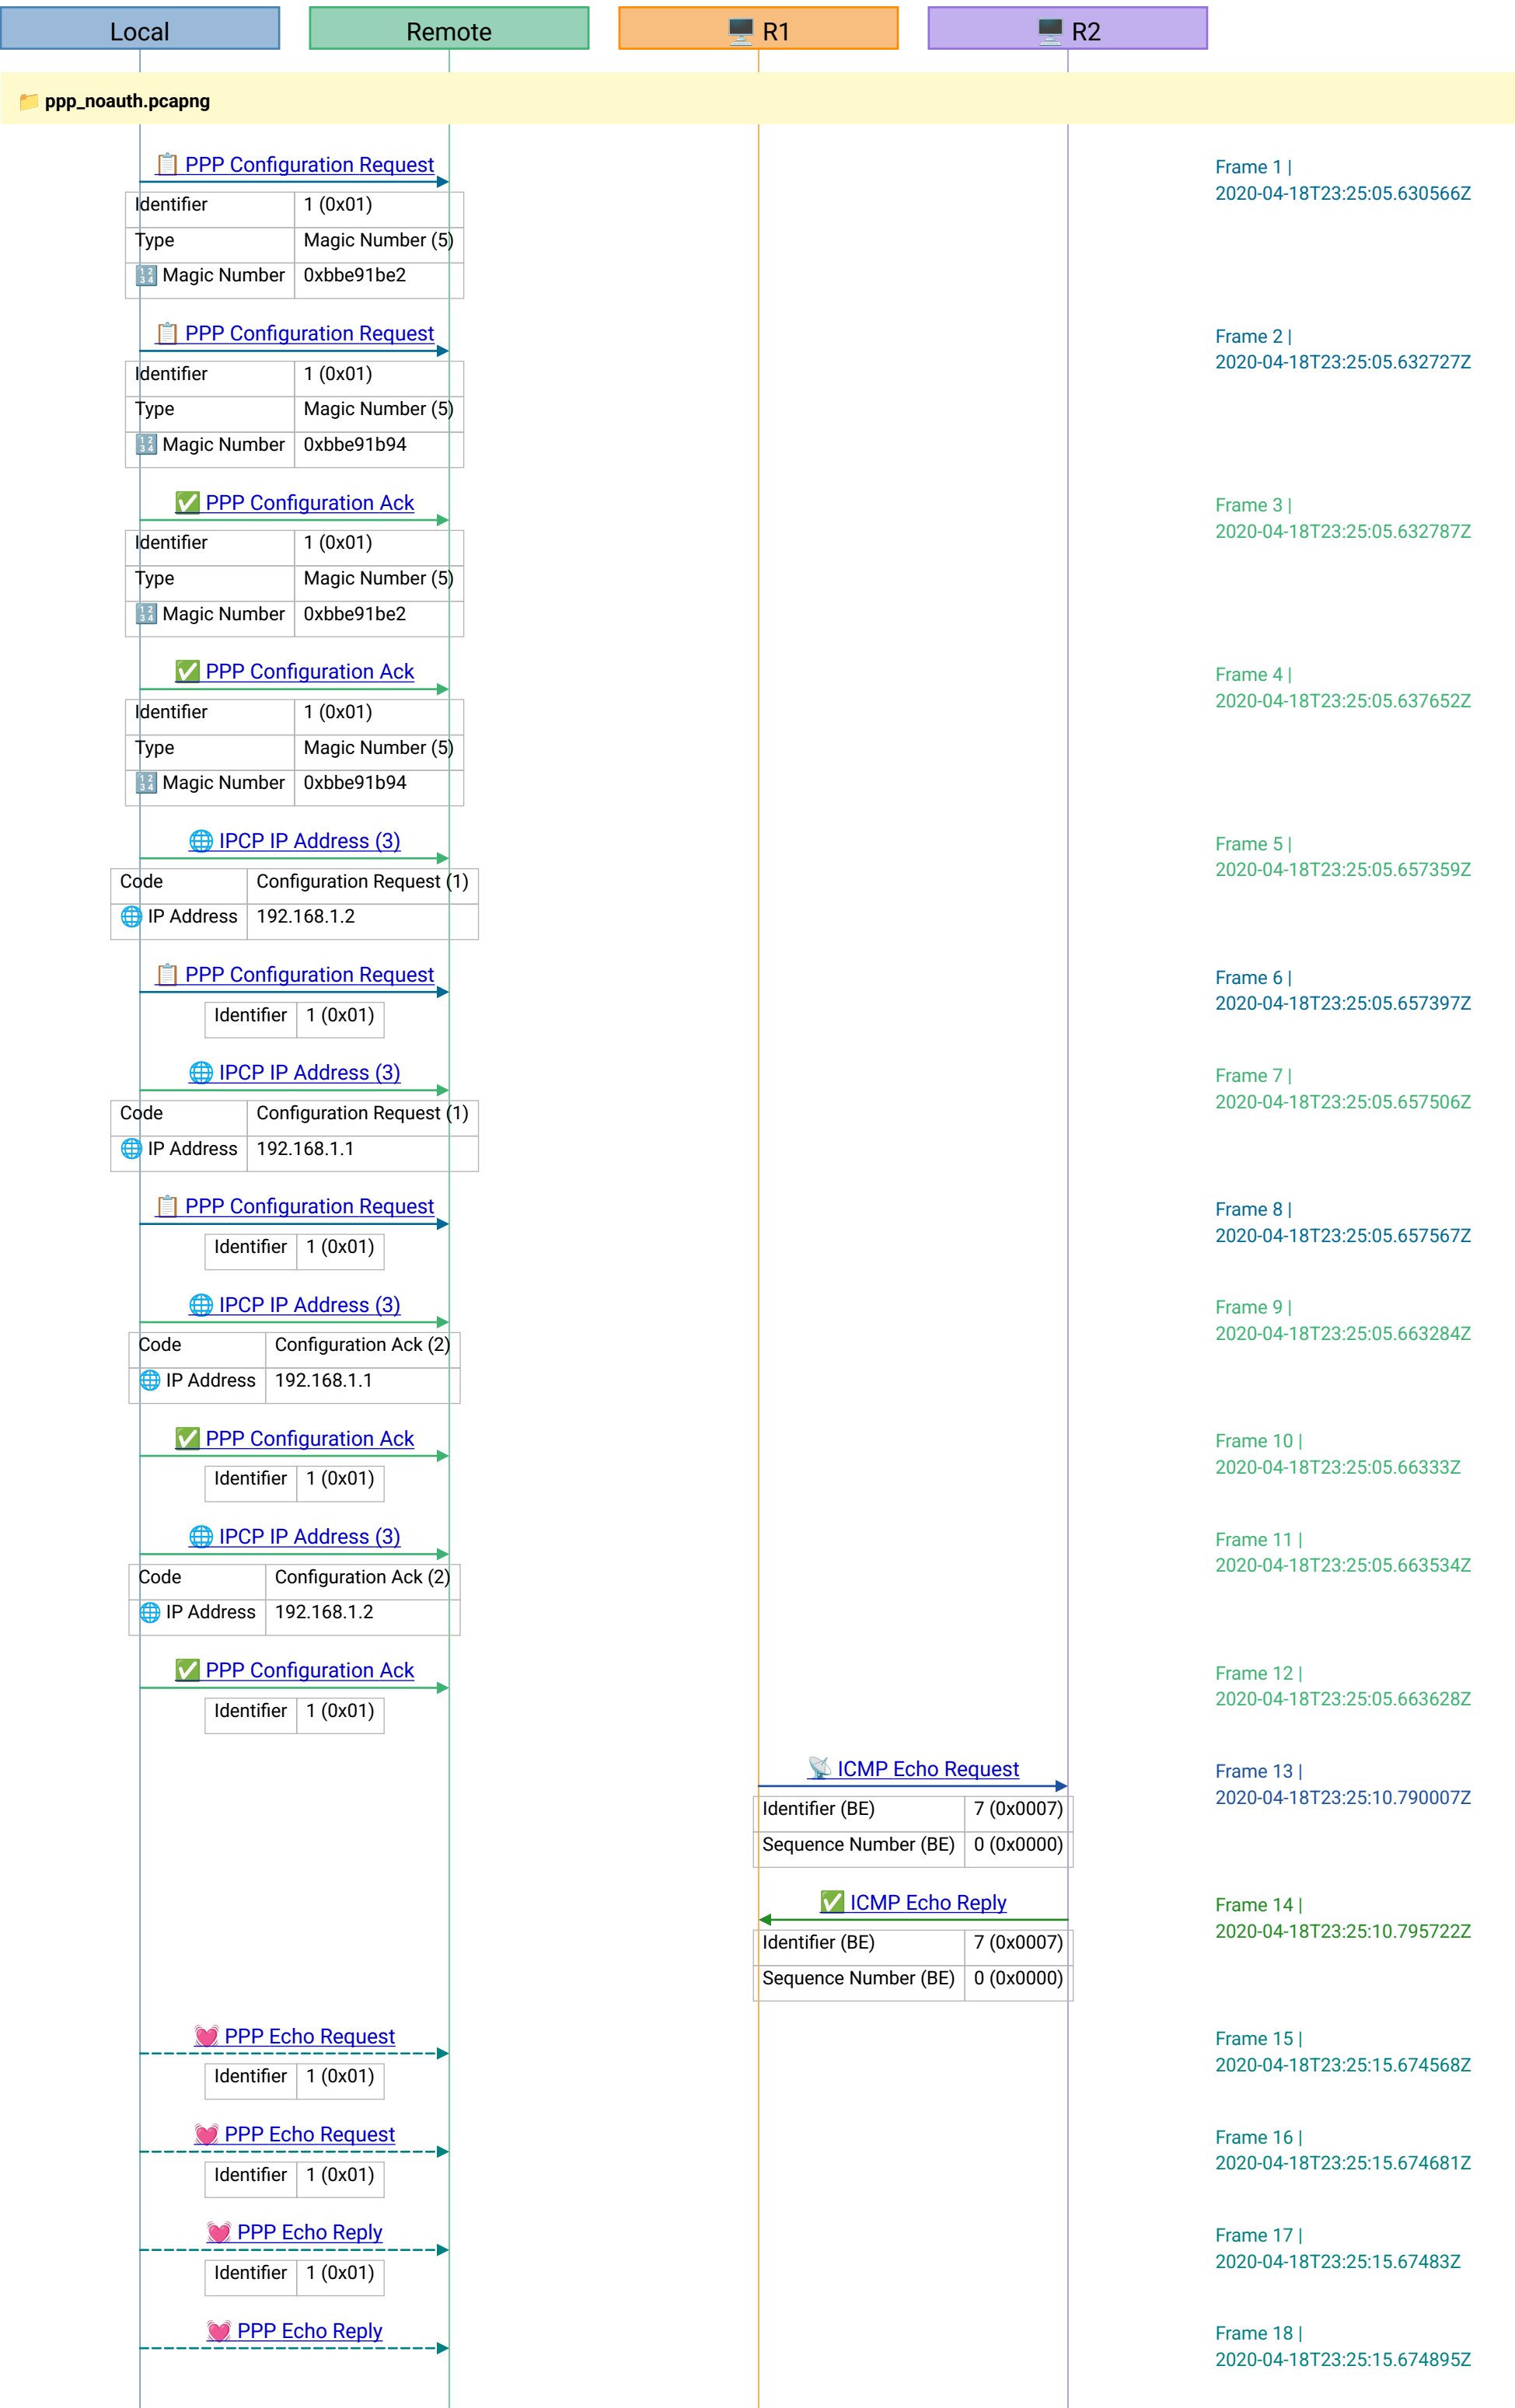 Local
Remote
🖥️ R1
🖥️ R2
📁 ppp_noauth.pcapng
📋 PPP Configuration Request
Frame 1 |
2020-04-18T23:25:05.630566Z
Identifier 1 (0x01)
Type Magic Number (5)
🔢 Magic Number 0xbbe91be2
📋 PPP Configuration Request
Frame 2 |
2020-04-18T23:25:05.632727Z
Identifier 1 (0x01)
Type Magic Number (5)
🔢 Magic Number 0xbbe91b94
✅ PPP Configuration Ack
Frame 3 |
2020-04-18T23:25:05.632787Z
Identifier 1 (0x01)
Type Magic Number (5)
🔢 Magic Number 0xbbe91be2
✅ PPP Configuration Ack
Frame 4 |
2020-04-18T23:25:05.637652Z
Identifier 1 (0x01)
Type Magic Number (5)
🔢 Magic Number 0xbbe91b94
🌐 IPCP IP Address (3)
Frame 5 |
2020-04-18T23:25:05.657359Z
Code Configuration Request (1)
🌐 IP Address 192.168.1.2
📋 PPP Configuration Request
Frame 6 |
2020-04-18T23:25:05.657397Z
Identifier 1 (0x01)
🌐 IPCP IP Address (3)
Frame 7 |
2020-04-18T23:25:05.657506Z
Code Configuration Request (1)
🌐 IP Address 192.168.1.1
📋 PPP Configuration Request
Frame 8 |
2020-04-18T23:25:05.657567Z
Identifier 1 (0x01)
🌐 IPCP IP Address (3)
Frame 9 |
2020-04-18T23:25:05.663284Z
Code Configuration Ack (2)
🌐 IP Address 192.168.1.1
✅ PPP Configuration Ack
Frame 10 |
2020-04-18T23:25:05.66333Z
Identifier 1 (0x01)
🌐 IPCP IP Address (3)
Frame 11 |
2020-04-18T23:25:05.663534Z
Code Configuration Ack (2)
🌐 IP Address 192.168.1.2
✅ PPP Configuration Ack
Frame 12 |
2020-04-18T23:25:05.663628Z
Identifier 1 (0x01)
📡 ICMP Echo Request
Frame 13 |
2020-04-18T23:25:10.790007Z
Identifier (BE) 7 (0x0007)
Sequence Number (BE) 0 (0x0000)
✅ ICMP Echo Reply
Frame 14 |
2020-04-18T23:25:10.795722Z
Identifier (BE) 7 (0x0007)
Sequence Number (BE) 0 (0x0000)
💓 PPP Echo Request
Frame 15 |
2020-04-18T23:25:15.674568Z
Identifier 1 (0x01)
💓 PPP Echo Request
Frame 16 |
2020-04-18T23:25:15.674681Z
Identifier 1 (0x01)
💓 PPP Echo Reply
Frame 17 |
2020-04-18T23:25:15.67483Z
Identifier 1 (0x01)
💓 PPP Echo Reply
Frame 18 |
2020-04-18T23:25:15.674895Z